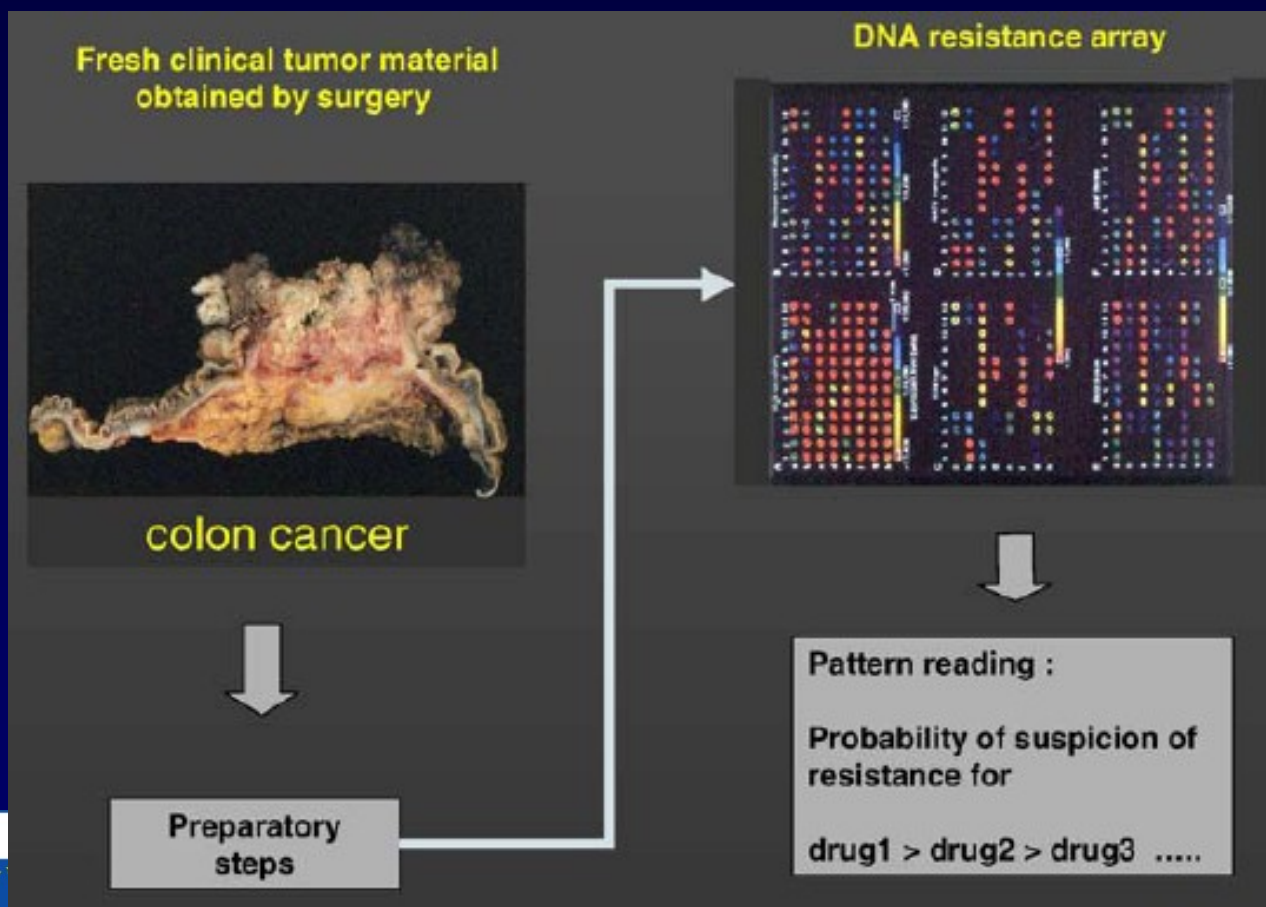 Fresh clinical tumor material
obtained by surgery
colon cancer
Preparatory
steps
DNA resistance array
Pattern reading :
Probability of suspicion of
resistance for
drug1 > drug2 > drug3 .....